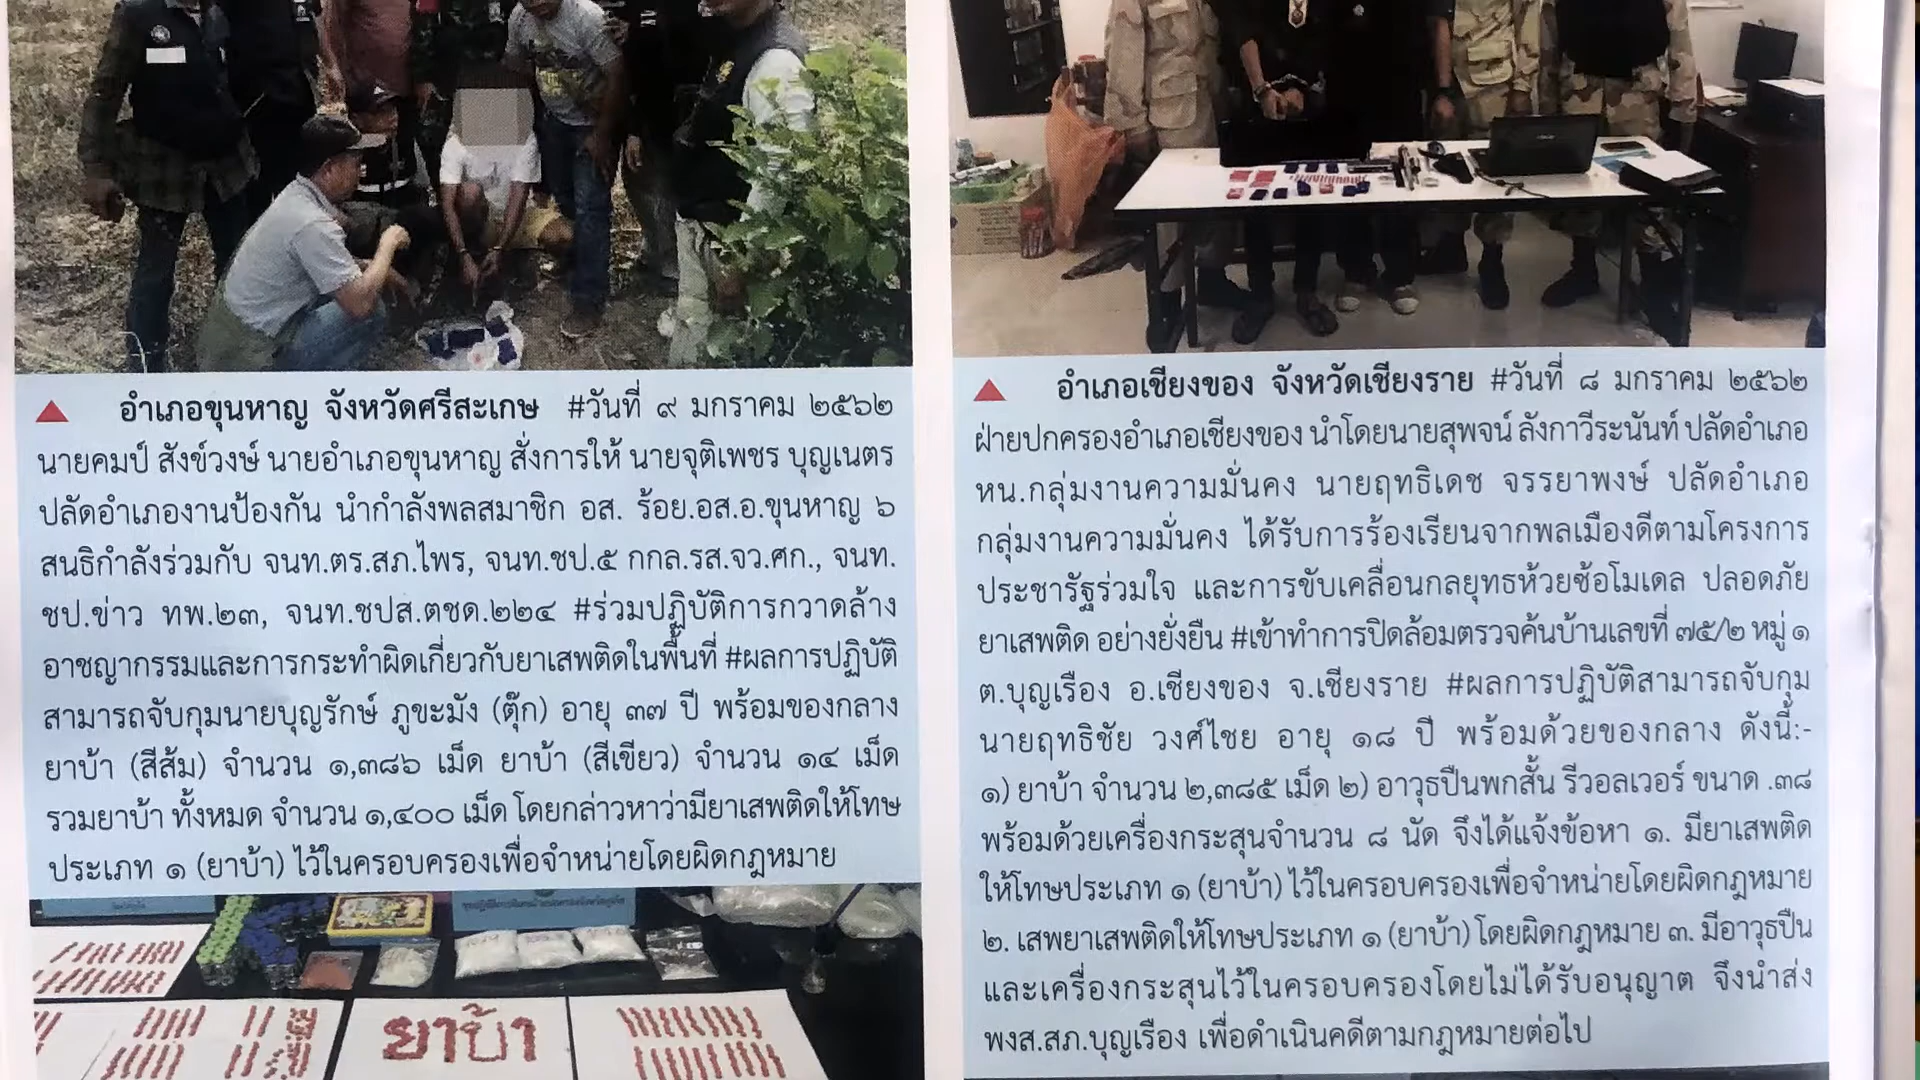 อำเภอขุนหาญ จังหวัดศรีสะเกษ #วันที่ ๙ มกราคม ๒๕๖๒
นายคมป์ สังข์วงษ์ นายอำเภอขุนหาญ สั่งการให้ นายจุติเพชร บุญเนตร
ปลัดอำเภองานป้องกัน นำกำลังพลสมาชิก อส. ร้อย.อส.อ.ขุนหาญ ๖
สนธิกำลังร่วมกับ จนท.ตร.สภ.ไพร, จนท.ชป.๕ กกล.รส.จว.ศก., จนท.
ชป.ข่าว ทพ.๒๓, จนท.ชปส.ตชด.๒๒๔ #ร่วมปฏิบัติการกวาดล้าง
อาชญากรรมและการกระทำผิดเกี่ยวกับยาเสพติดในพื้นที่ #ผลการปฏิบัติ
สามารถจับกุมนายบุญรักษ์ ภูขะมัง (ตุ๊ก) อายุ ๓๗ ปี พร้อมของกลาง
ยาบ้า (สีส้ม) จำนวน ๑,๓๘๖ เม็ด ยาบ้า (สีเขียว) จำนวน ๑๔ เม็ด
รวมยาบ้า ทั้งหมด จำนวน ๑,๔๐๐ เม็ด โดยกล่าวหาว่ามียาเสพติดให้โทษ
ประเภท ๑ (ยาบ้า) ไว้ในครอบครองเพื่อจำหน่ายโดยผิดกฎหมาย
ยาบ้า
อำเภอเชียงของ จังหวัดเชียงราย #วันที่ ๘ มกราคม ๒๕๖๒
ฝ่ายปกครองอำเภอเชียงของ นำโดยนายสุพจน์ ลังกาวีระนันท์ ปลัดอำเภอ
หน.กลุ่มงานความมั่นคง นายฤทธิเดช จรรยาพงษ์ ปลัดอำเภอ
กลุ่มงานความมั่นคง ได้รับการร้องเรียนจากพลเมืองดีตามโครงการ
ประชารัฐร่วมใจ และการขับเคลื่อนกลยุทธห้วยซ้อโมเดล ปลอดภัย
ยาเสพติด อย่างยั่งยืน #เข้าทำการปิดล้อมตรวจค้นบ้านเลขที่ ๗๕/๒ หมู่ ๑
ต.บุญเรือง อ.เชียงของ จ.เชียงราย #ผลการปฏิบัติสามารถจับกุม
นายฤทธิชัย วงศ์ไชย อายุ ๑๘ ปี พร้อมด้วยของกลาง ดังนี้:-
๑) ยาบ้า จำนวน ๒,๓๘๕ เม็ด ๒) อาวุธปืนพกสั้น รีวอลเวอร์ ขนาด .๓๘
พร้อมด้วยเครื่องกระสุนจำนวน ๘ นัด จึงได้แจ้งข้อหา ๑. มียาเสพติด
ให้โทษประเภท ๑ (ยาบ้า) ไว้ในครอบครองเพื่อจำหน่ายโดยผิดกฎหมาย
๒. เสพยาเสพติดให้โทษประเภท ๑ (ยาบ้า) โดยผิดกฎหมาย ๓. มีอาวุธปืน
และเครื่องกระสุนไว้ในครอบครองโดยไม่ได้รับอนุญาต จึงนำส่ง
พงส.สภ.บุญเรือง เพื่อดำเนินคดีตามกฎหมายต่อไป